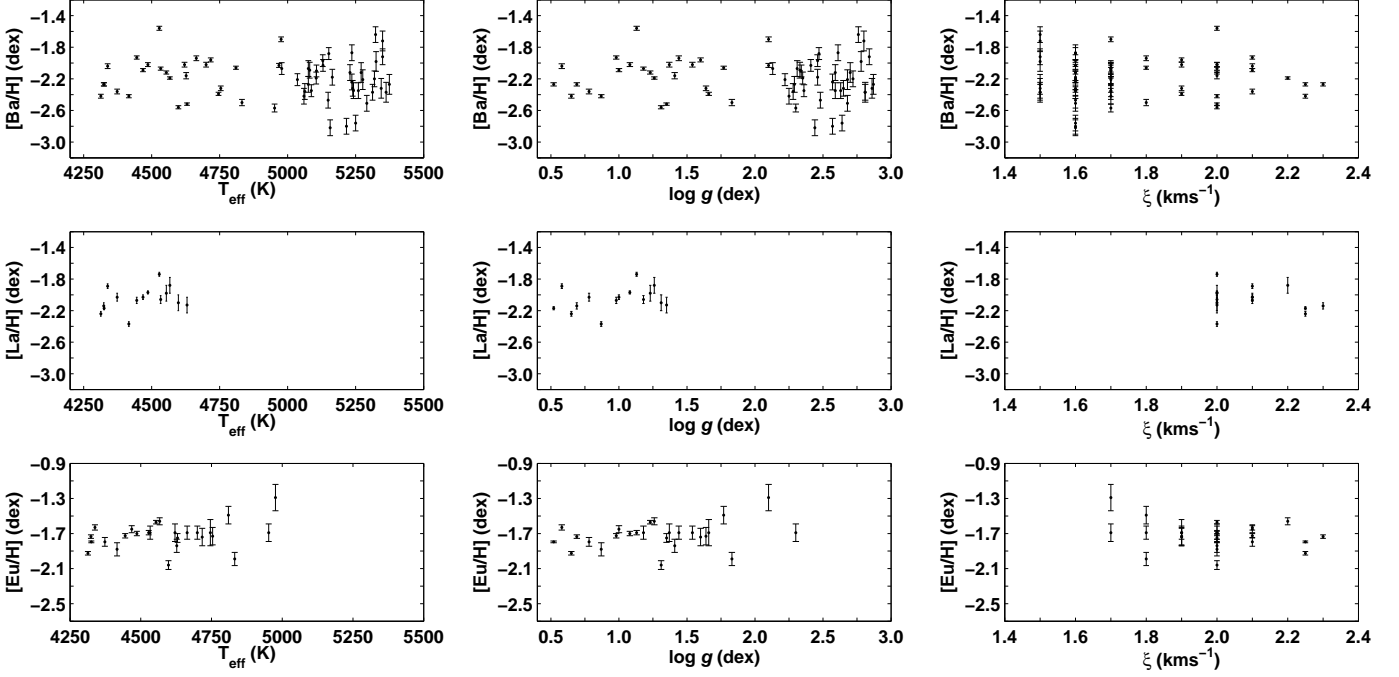 −1.4
−1.8
−2.2
−2.6
−3.0
[Ba/H] (dex)
4250 4500 4750 5000 5250 5500
T_eff (K)
−1.4
−1.8
−2.2
−2.6
−3.0
[Ba/H] (dex)
0.5 1.0 1.5 2.0 2.5 3.0
log g (dex)
−1.4
−1.8
−2.2
−2.6
−3.0
[Ba/H] (dex)
1.4 1.6 1.8 2.0 2.2 2.4
ξ (kms⁻¹)
−1.4
−1.8
−2.2
−2.6
−3.0
[La/H] (dex)
4250 4500 4750 5000 5250 5500
T_eff (K)
−1.4
−1.8
−2.2
−2.6
−3.0
[La/H] (dex)
0.5 1.0 1.5 2.0 2.5 3.0
log g (dex)
−1.4
−1.8
−2.2
−2.6
−3.0
[La/H] (dex)
1.4 1.6 1.8 2.0 2.2 2.4
ξ (kms⁻¹)
−0.9
−1.3
−1.7
−2.1
−2.5
[Eu/H] (dex)
4250 4500 4750 5000 5250 5500
T_eff (K)
−0.9
−1.3
−1.7
−2.1
−2.5
[Eu/H] (dex)
0.5 1.0 1.5 2.0 2.5 3.0
log g (dex)
−0.9
−1.3
−1.7
−2.1
−2.5
[Eu/H] (dex)
1.4 1.6 1.8 2.0 2.2 2.4
ξ (kms⁻¹)